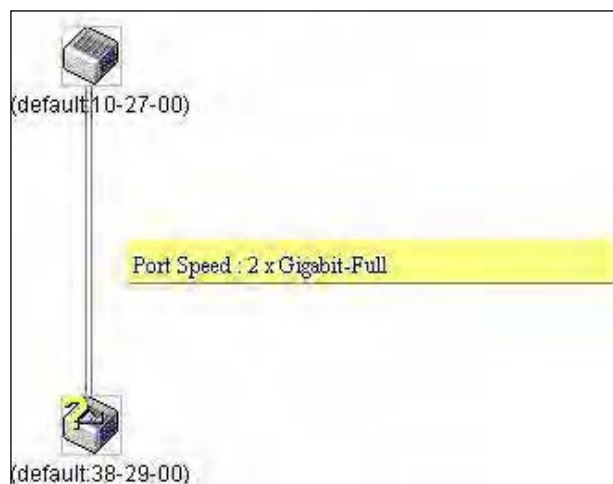 (default:10-27-00)
Port Speed : 2 x Gigabit-Full
?
(default:38-29-00)